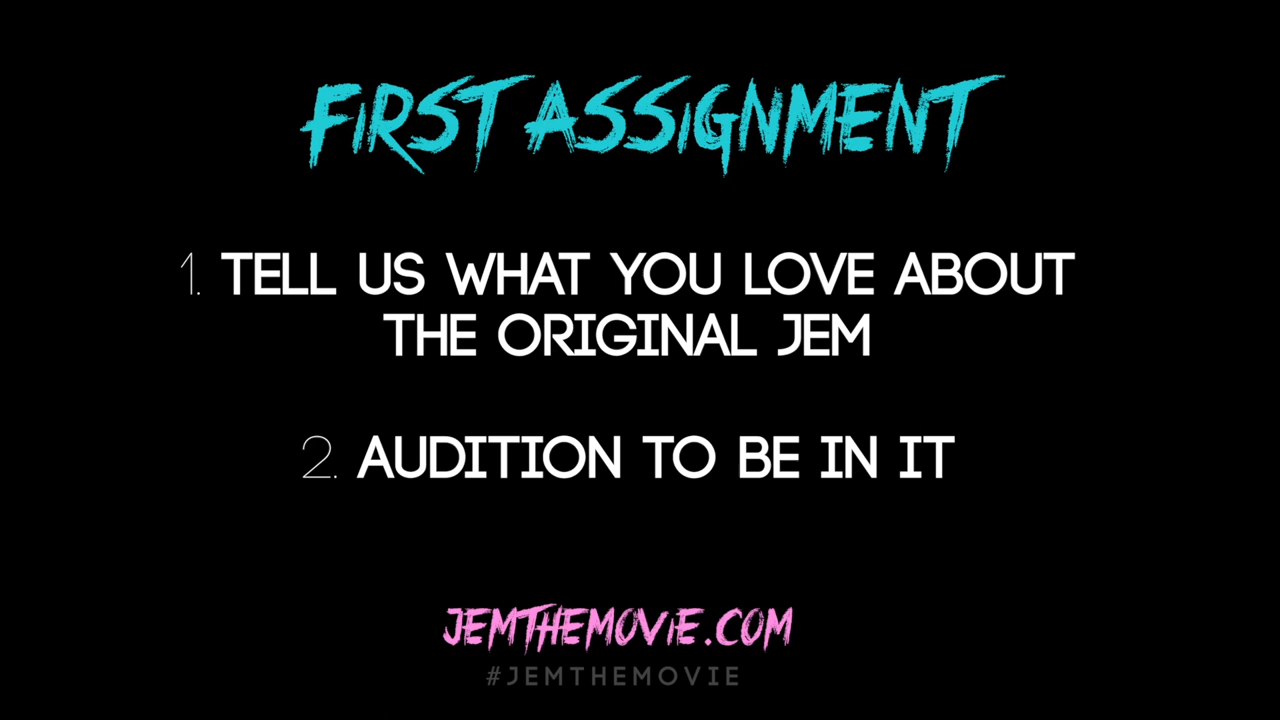 FIRST ASSIGNMENT
1. TELL US WHAT YOU LOVE ABOUT
THE ORIGINAL JEM
2. AUDITION TO BE IN IT
JEMTHEMOVIE.COM
#JEMTHEMOVIE